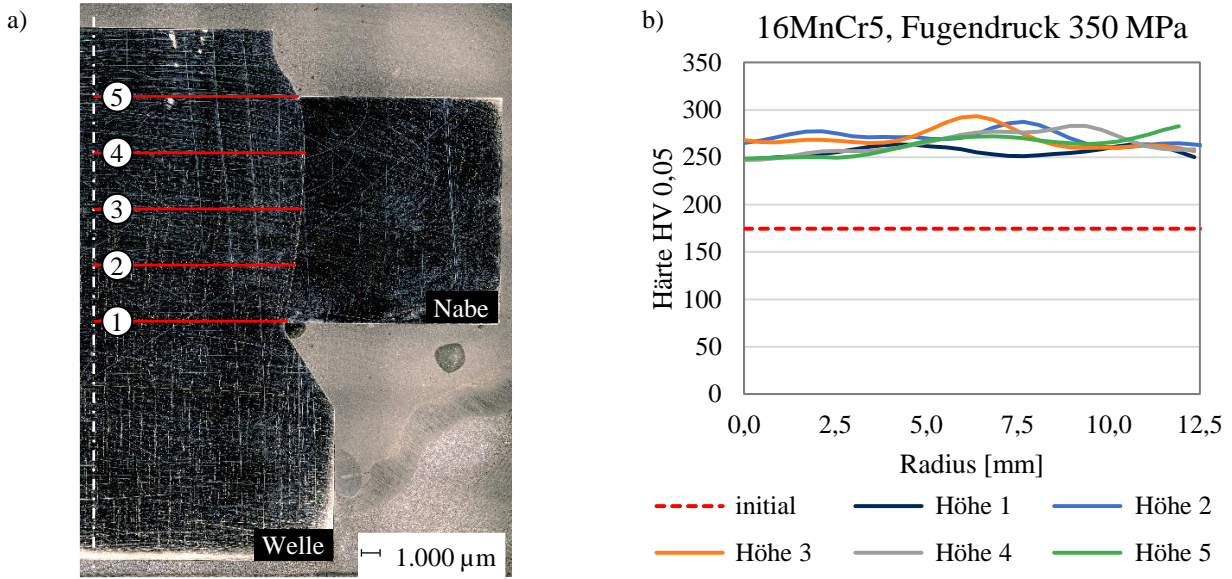 a)
5
4
3
2
1
Nabe
Welle
1.000 µm
b)
16MnCr5, Fugendruck 350 MPa
Härte HV 0,05
350
300
250
200
150
100
50
0
0,0 2,5 5,0 7,5 10,0 12,5
Radius [mm]
initial Höhe 1 Höhe 2
Höhe 3 Höhe 4 Höhe 5